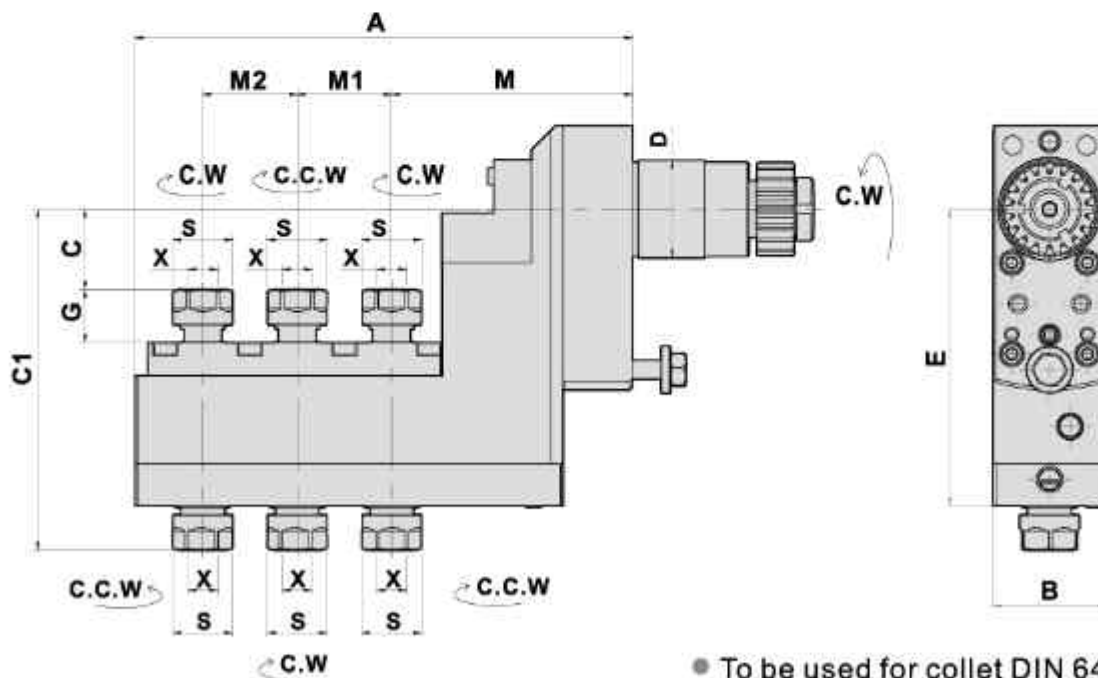 A
M2 M1 M
D
C.W C.C.W C.W
C.W
S S S
C
X X X
G
C1
E
X X X
C.C.W C.C.W
S S S
B
C.W
To be used for collet DIN 64